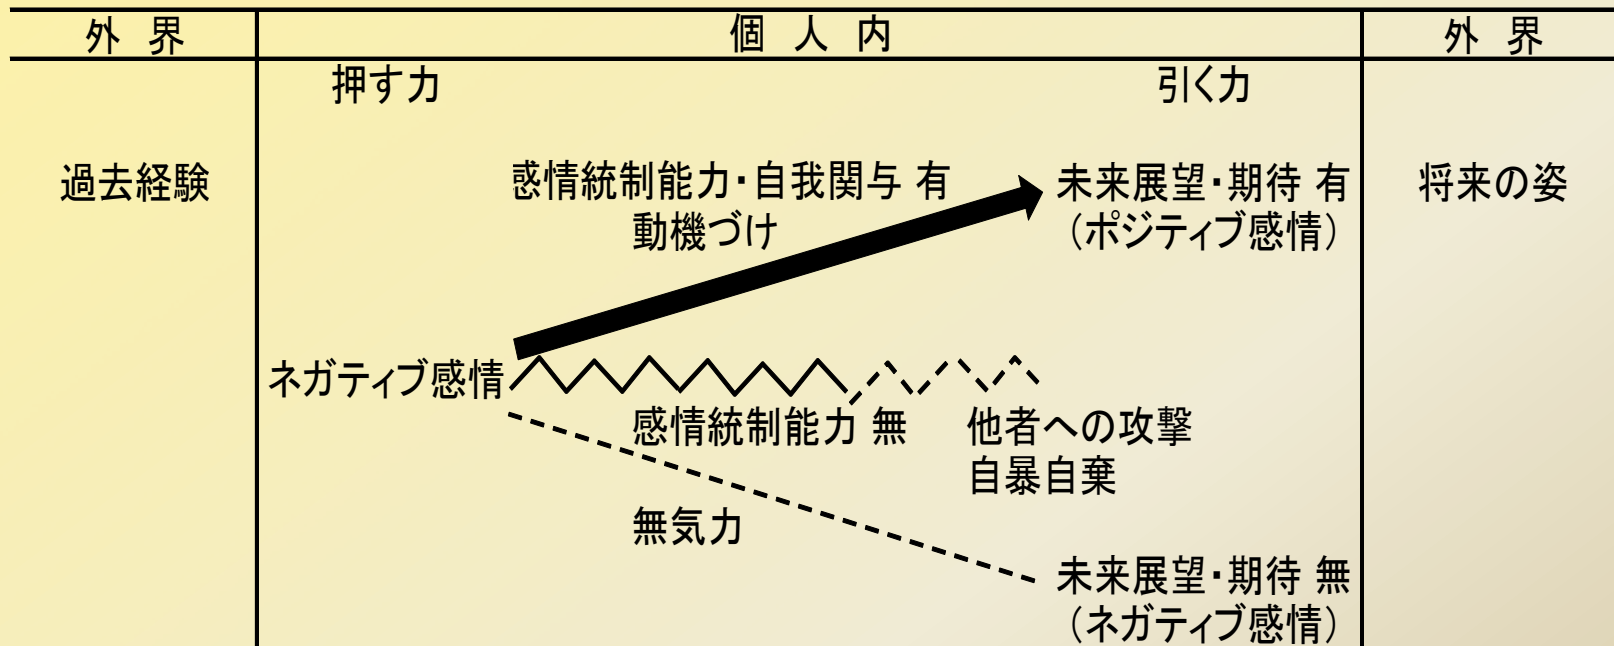 外 界
個 人 内
外 界
押す力
引く力
過去経験
感情統制能力・自我関与 有
動機づけ
未来展望・期待 有
（ポジティブ感情）
将来の姿
ネガティブ感情
感情統制能力 無
他者への攻撃
自暴自棄
無気力
未来展望・期待 無
（ネガティブ感情）